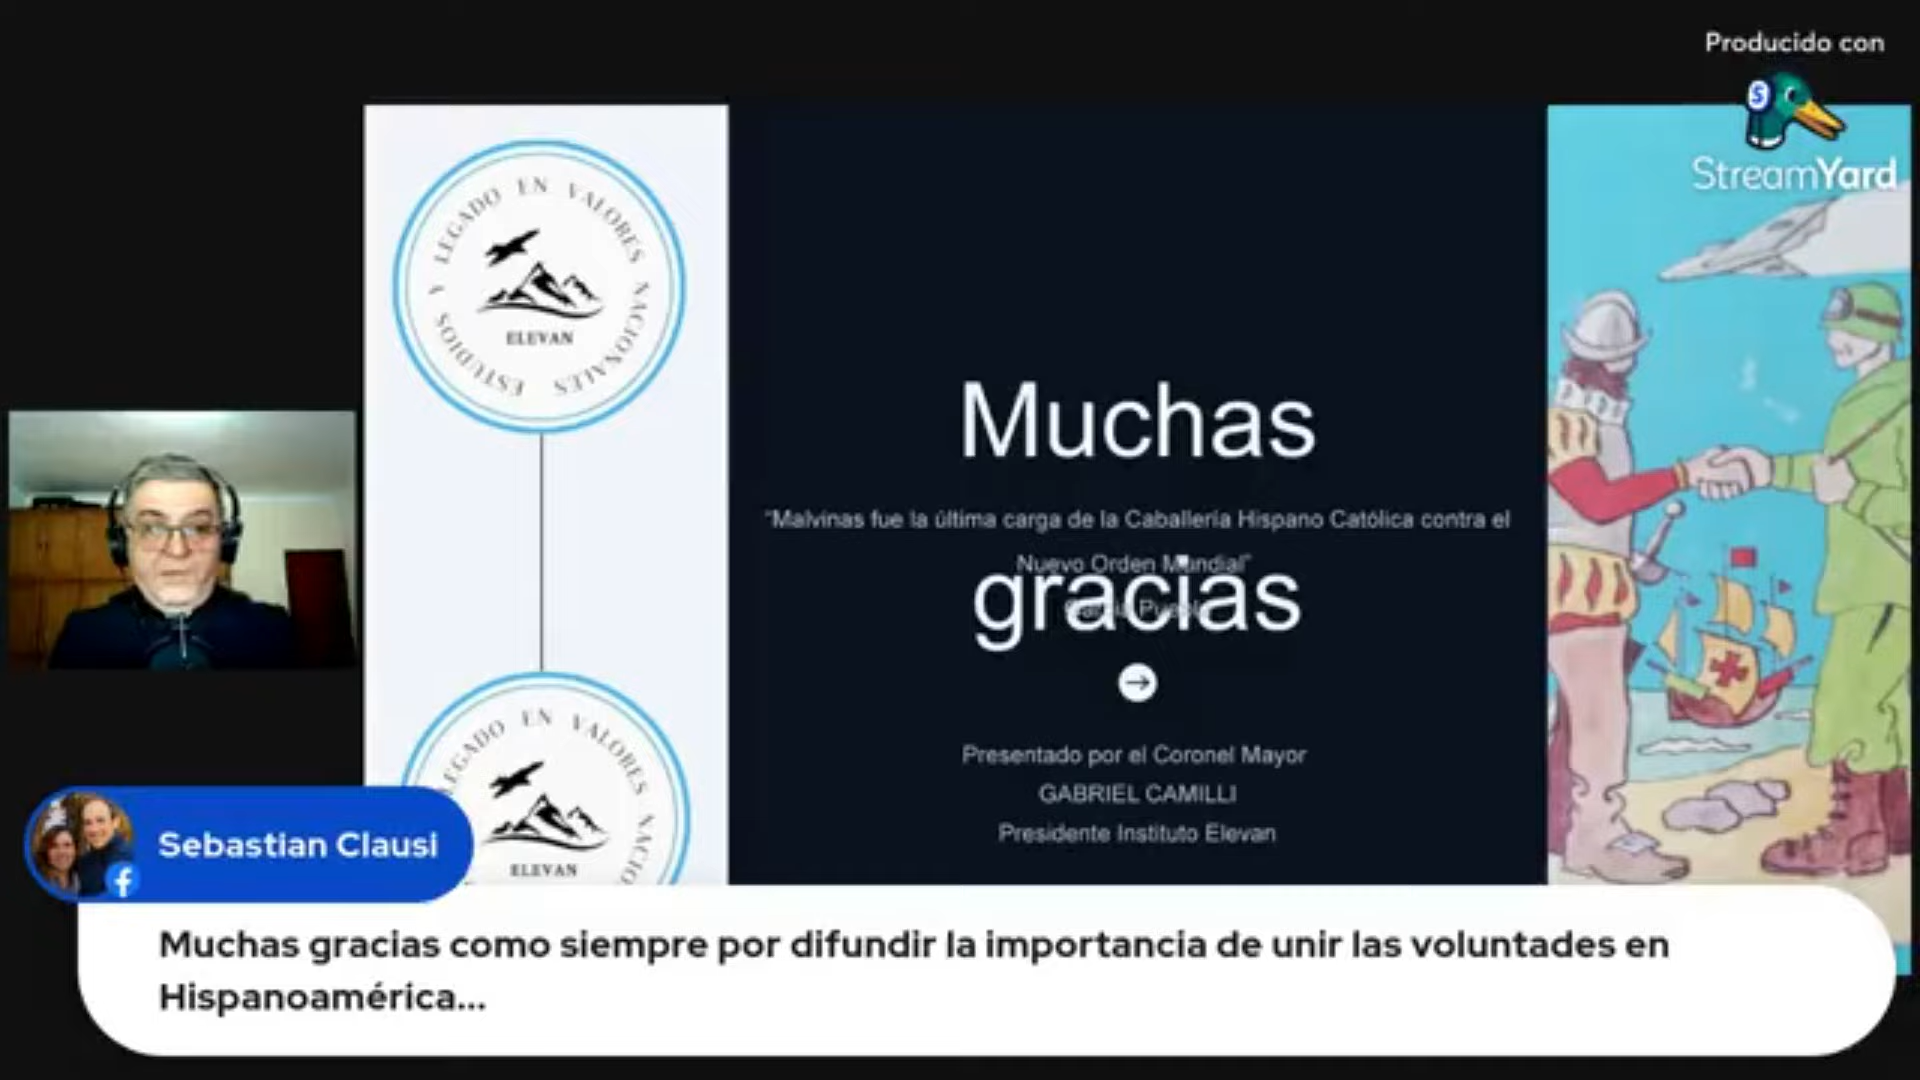 Producido con
StreamYard
ESTUDIOS Y LEGADO EN VALORES NACIONALES
ELEVAN
Muchas
"Malvinas fue la última carga de la Caballería Hispano Católica contra el
Nuevo Orden Mundial"
gracias
Presentado por el Coronel Mayor
GABRIEL CAMILLI
Presidente Instituto Elevan
LEGADO EN VALORES
ELEVAN
Sebastian Clausi
Muchas gracias como siempre por difundir la importancia de unir las voluntades en
Hispanoamérica...